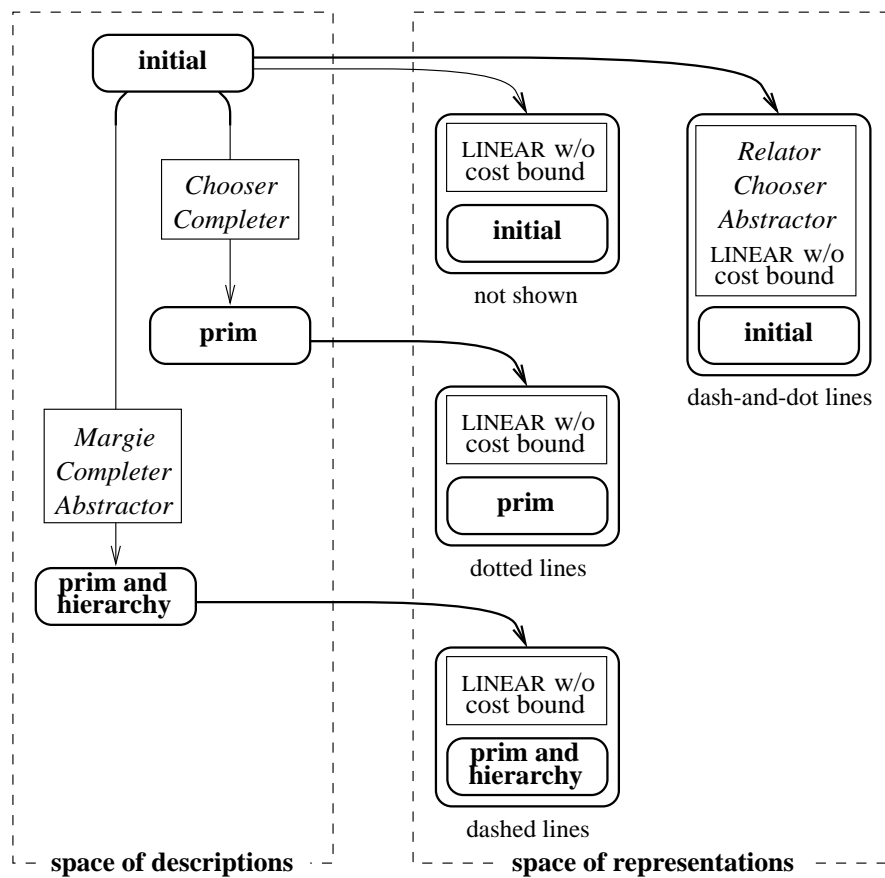 initial
Chooser
Completer
prim
Margie
Completer
Abstractor
prim and
hierarchy
space of descriptions
LINEAR w/o
cost bound
initial
not shown
Relator
Chooser
Abstractor
LINEAR w/o
cost bound
initial
dash-and-dot lines
LINEAR w/o
cost bound
prim
dotted lines
LINEAR w/o
cost bound
prim and
hierarchy
dashed lines
space of representations